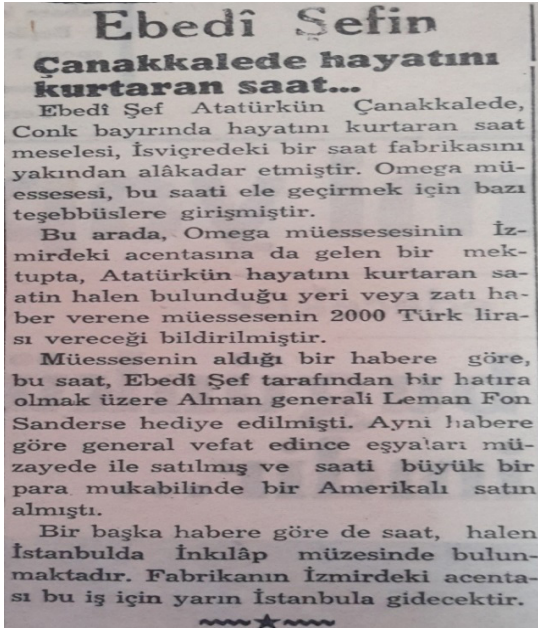 Ebedî Şefin
Çanakkalede hayatını
kurtaran saat...
Ebedî Şef Atatürkün Çanakkalede,
Conk bayırında hayatını kurtaran saat
meselesi, İsviçredeki bir saat fabrikasını
yakından alâkadar etmiştir. Omega mü-
essesesi, bu saati ele geçirmek için bazı
teşebbüslere girişmiştir.
Bu arada, Omega müessesesinin İz-
mirdeki acentasına da gelen bir mek-
tupta, Atatürkün hayatını kurtaran sa-
atin halen bulunduğu yeri veya zatı ha-
ber verene müessesenin 2000 Türk lira-
sı vereceği bildirilmiştir.
Müessesenin aldığı bir habere göre,
bu saat, Ebedî Şef tarafından bir hatıra
olmak üzere Alman generali Leman Fon
Sanderse hediye edilmişti. Ayni habere
göre general vefat edince eşyaları mü-
zayede ile satılmış ve saati büyük bir
para mukabilinde bir Amerikalı satın
almıştı.
Bir başka habere göre de saat, halen
İstanbulda İnkılâp müzesinde bulun-
maktadır. Fabrikanın İzmirdeki acenta-
sı bu iş için yarın İstanbula gidecektir.